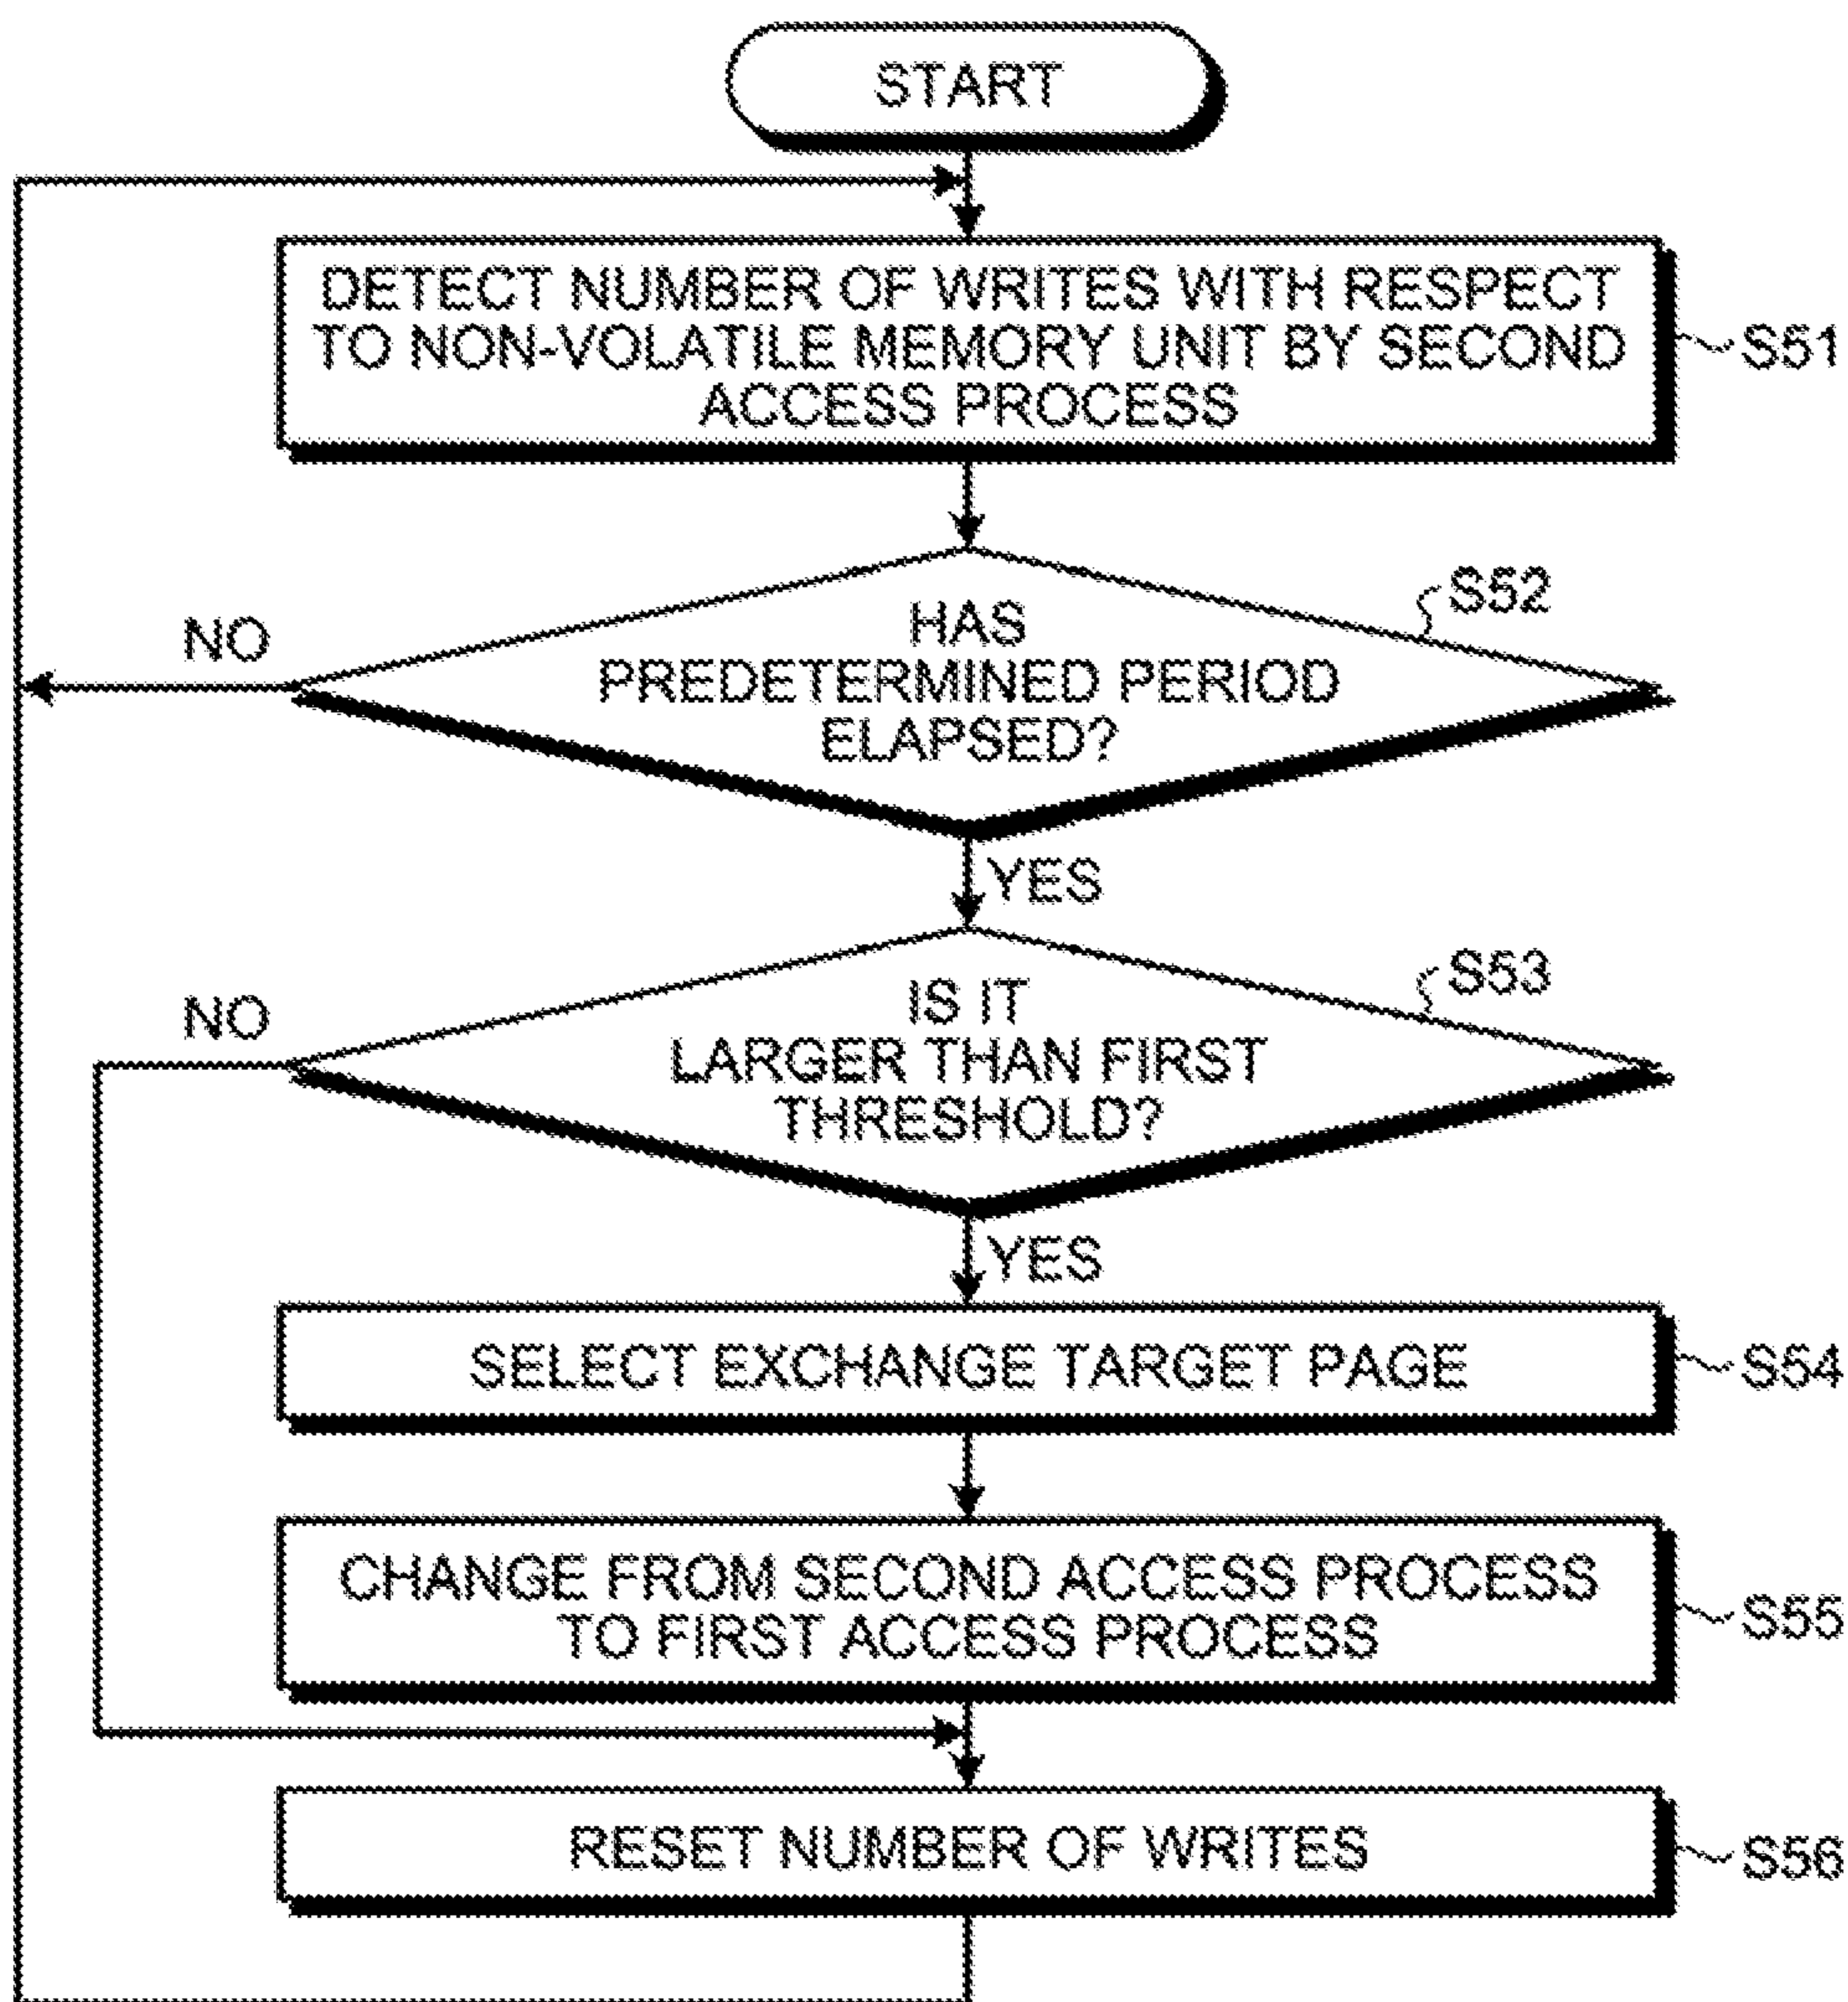 START
DETECT NUMBER OF WRITES WITH RESPECT
TO NON-VOLATILE MEMORY UNIT BY SECOND
ACCESS PROCESS
S51
S52
HAS
PREDETERMINED PERIOD
ELAPSED?
NO
YES
S53
IS IT
LARGER THAN FIRST
THRESHOLD?
NO
YES
SELECT EXCHANGE TARGET PAGE
S54
CHANGE FROM SECOND ACCESS PROCESS
TO FIRST ACCESS PROCESS
S55
RESET NUMBER OF WRITES
S56